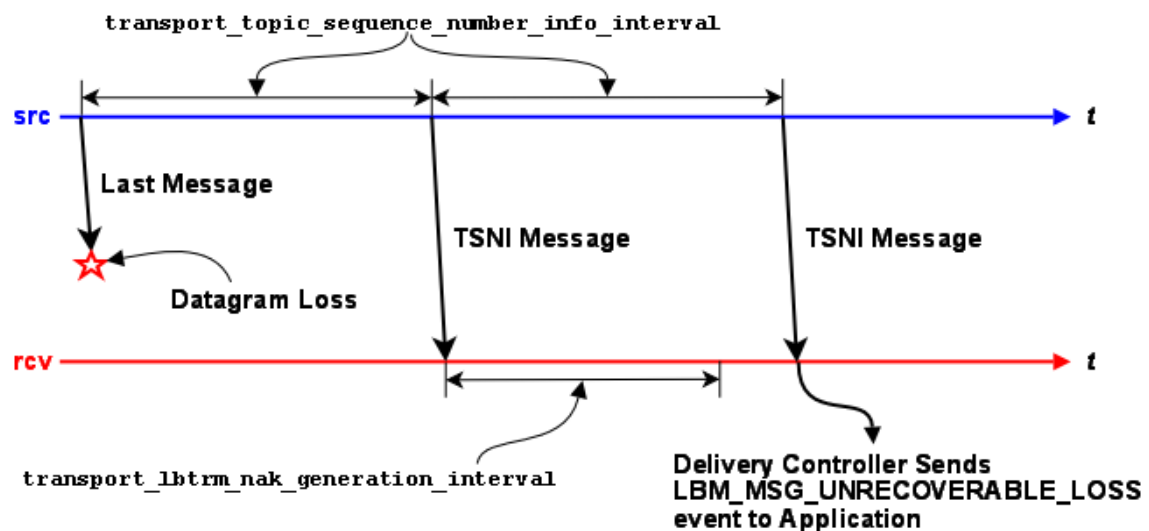 transport_topic_sequence_number_info_interval
src
t
Last Message
TSNI Message
TSNI Message
Datagram Loss
rcv
t
transport_lbtrm_nak_generation_interval
Delivery Controller Sends
LBM_MSG_UNRECOVERABLE_LOSS
event to Application